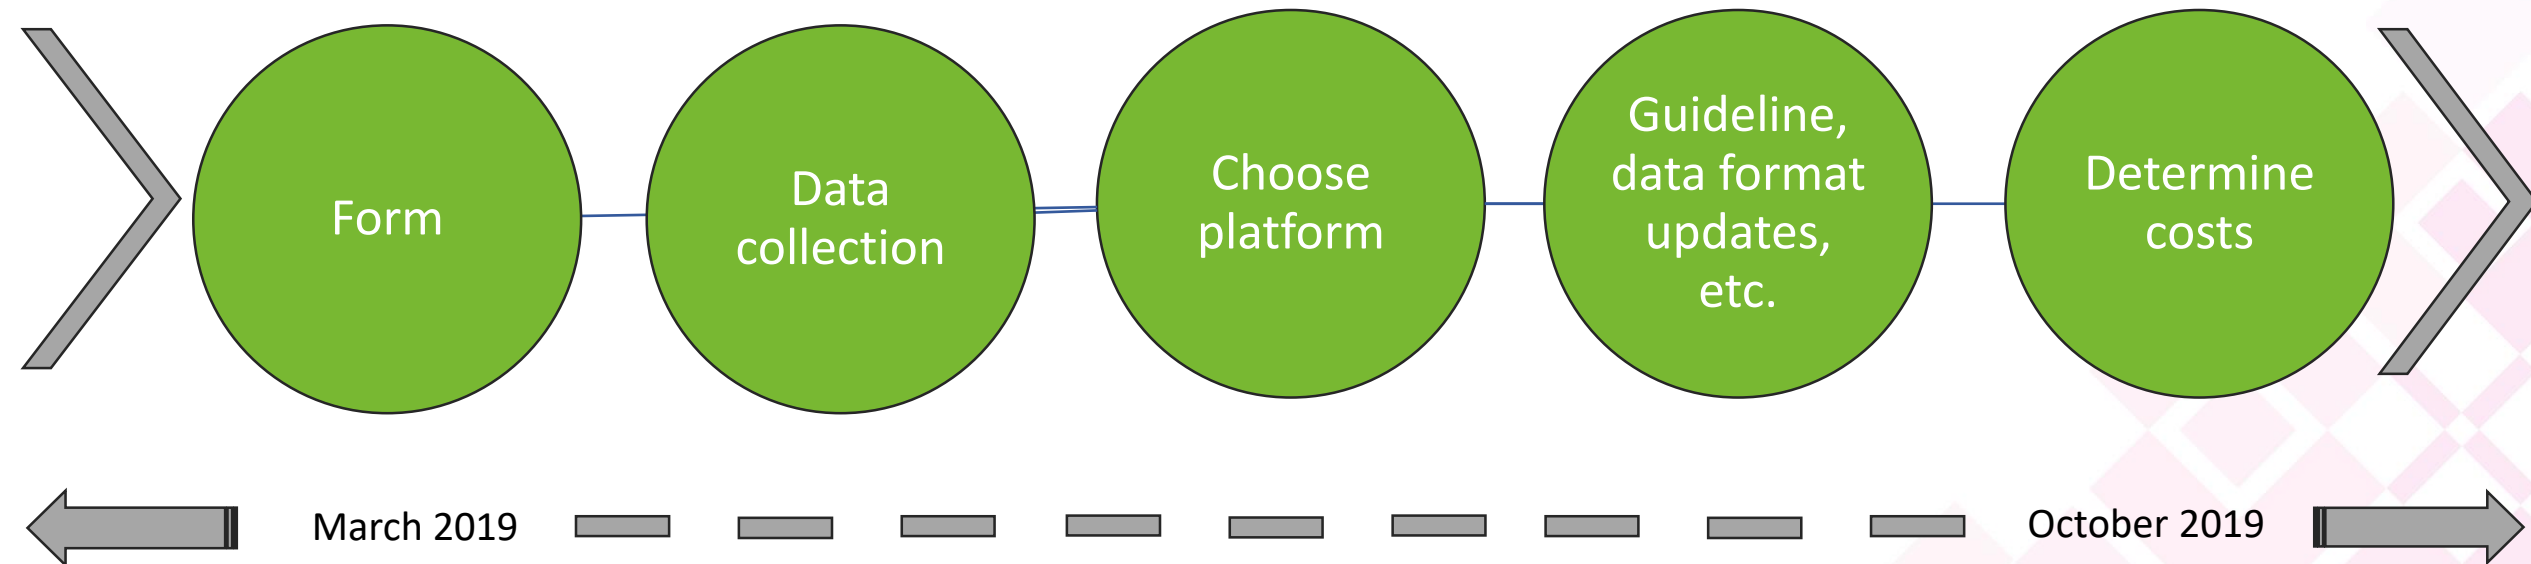 Form
Data
collection
Choose
platform
Guideline,
data format
updates,
etc.
Determine
costs
March 2019
October 2019